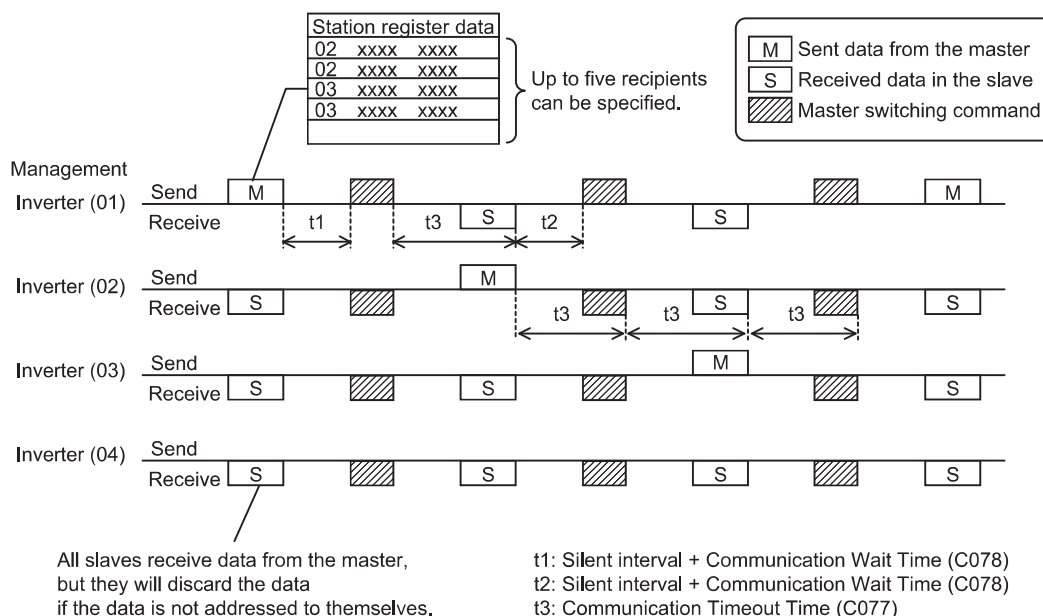 Station register data
02 xxxx xxxx
02 xxxx xxxx
03 xxxx xxxx
03 xxxx xxxx
Up to five recipients
can be specified.
M Sent data from the master
S Received data in the slave
Master switching command
Management
Inverter (01)
Send
M
M
Receive
S
S
t1
t3
t2
Inverter (02)
Send
M
Receive
S
S
S
t3
t3
t3
Inverter (03)
Send
M
Receive
S
S
S
Inverter (04)
Send
Receive
S
S
S
S
All slaves receive data from the master,
but they will discard the data
if the data is not addressed to themselves.
t1: Silent interval + Communication Wait Time (C078)
t2: Silent interval + Communication Wait Time (C078)
t3: Communication Timeout Time (C077)